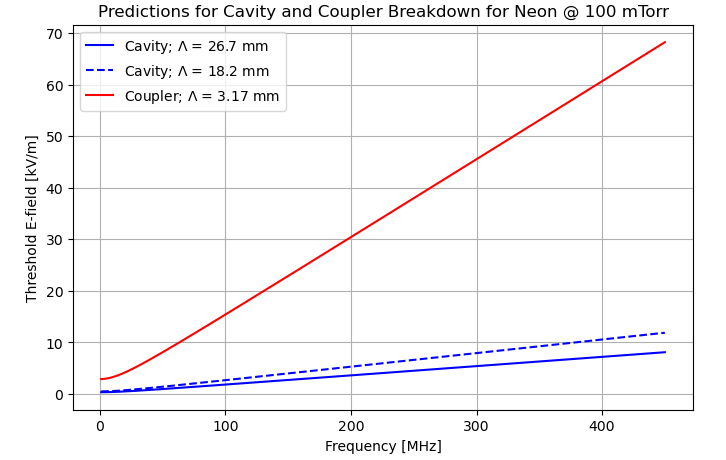 Predictions for Cavity and Coupler Breakdown for Neon @ 100 mTorr
Cavity; Λ = 26.7 mm
Cavity; Λ = 18.2 mm
Coupler; Λ = 3.17 mm
Threshold E-field [kV/m]
70
60
50
40
30
20
10
0
0 100 200 300 400
Frequency [MHz]